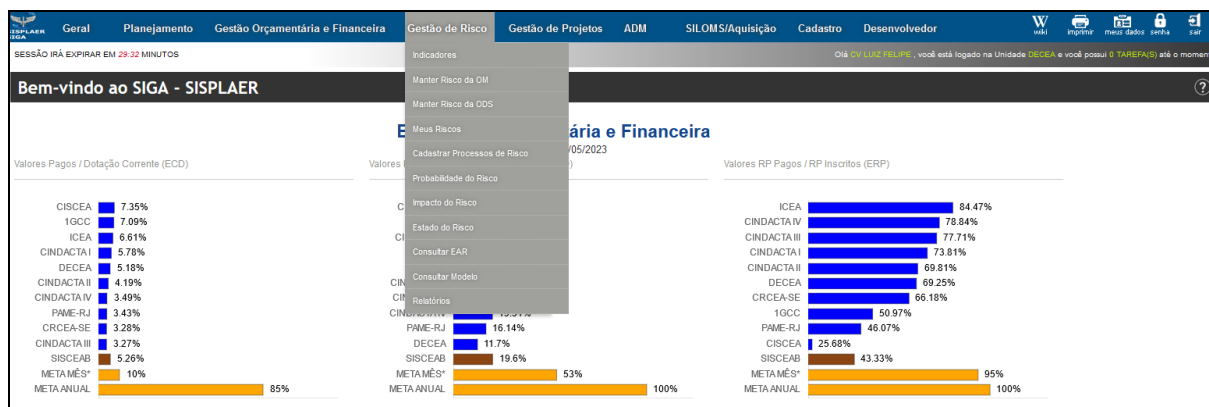 SISPLAER
SIGA
Geral Planejamento Gestão Orçamentária e Financeira Gestão de Risco Gestão de Projetos ADM SILOMS/Aquisição Cadastro Desenvolvedor
W wiki imprimir meus dados senha sair
SESSÃO IRÁ EXPIRAR EM 29:32 MINUTOS
Olá CV LUIZ FELIPE , você está logado na Unidade DECEA e você possui 0 TAREFA(S) até o momen
Bem-vindo ao SIGA - SISPLAER
?
Indicadores
Manter Risco da OM
Manter Risco da ODS
Meus Riscos
Cadastrar Processos de Risco
Probabilidade do Risco
Impacto do Risco
Estado do Risco
Consultar EAR
Consultar Modelo
Relatórios
E ária e Financeira
/05/2023
Valores Pagos / Dotação Corrente (ECD)
CISCEA 7.35%
1GCC 7.09%
ICEA 6.61%
CINDACTA I 5.78%
DECEA 5.18%
CINDACTA II 4.19%
CINDACTA IV 3.49%
PAME-RJ 3.43%
CRCEA-SE 3.28%
CINDACTA III 3.27%
SISCEAB 5.26%
META MÊS* 10%
META ANUAL 85%
Valores )
PAME-RJ 16.14%
DECEA 11.7%
SISCEAB 19.6%
META MÊS* 53%
META ANUAL 100%
Valores RP Pagos / RP Inscritos (ERP)
ICEA 84.47%
CINDACTA IV 78.84%
CINDACTA III 77.71%
CINDACTA I 73.81%
CINDACTA II 69.81%
DECEA 69.25%
CRCEA-SE 66.18%
1GCC 50.97%
PAME-RJ 46.07%
CISCEA 25.68%
SISCEAB 43.33%
META MÊS* 95%
META ANUAL 100%